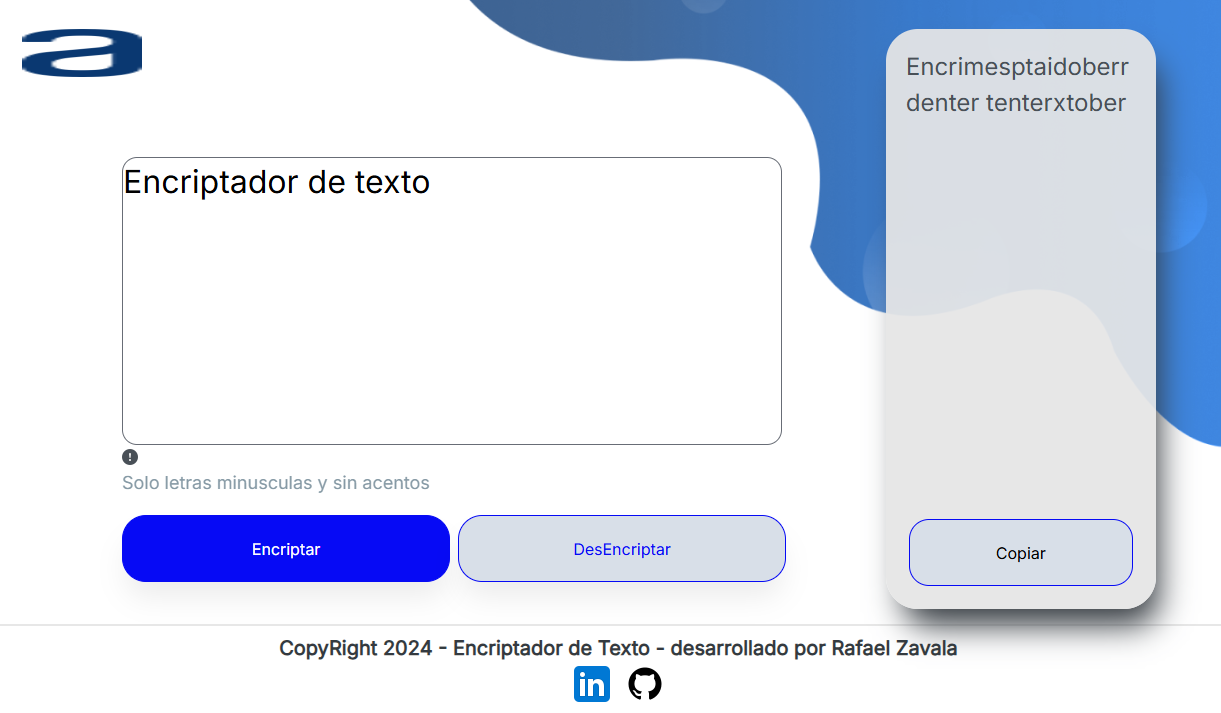 a
Encriptador de texto
Solo letras minusculas y sin acentos
Encriptar
DesEncriptar
Encrimesptaidoberr
denter tenterxtober
Copiar
CopyRight 2024 - Encriptador de Texto - desarrollado por Rafael Zavala
in